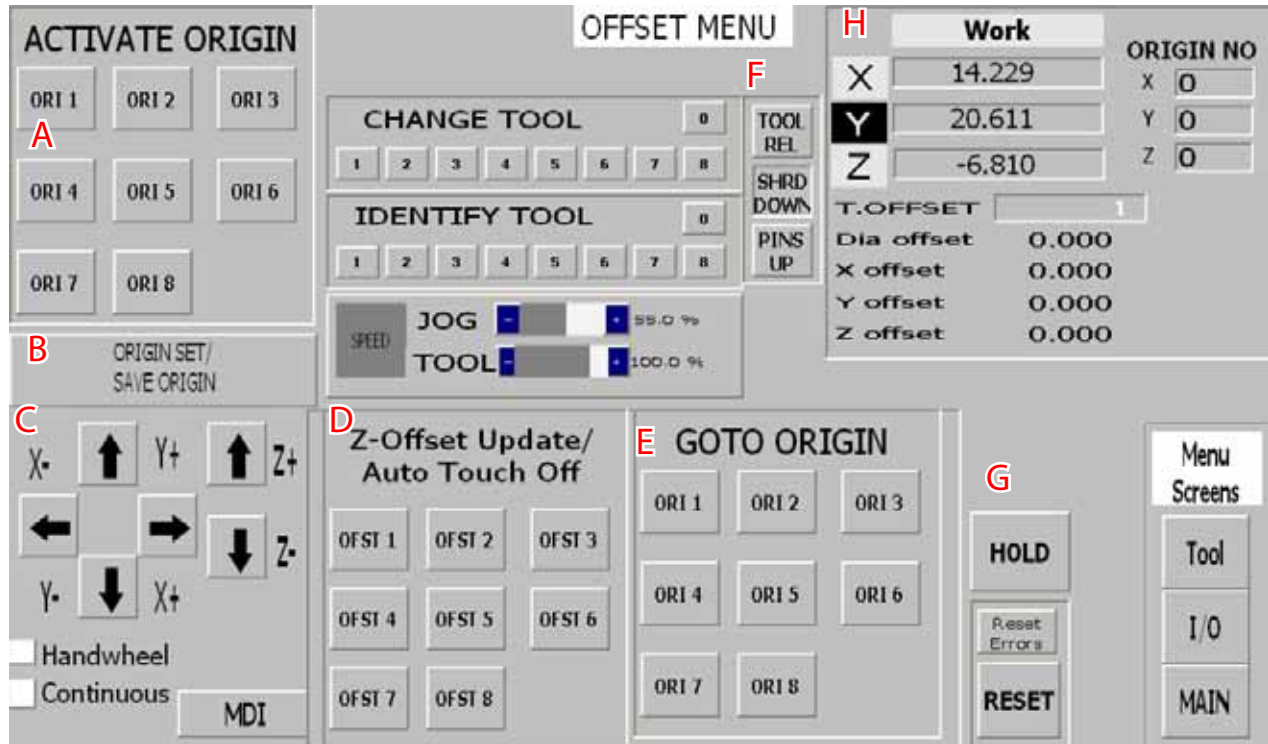 ACTIVATE ORIGIN
ORI 1 ORI 2 ORI 3
A
ORI 4 ORI 5 ORI 6
ORI 7 ORI 8
B
ORIGIN SET/
SAVE ORIGIN
C
X- Y+ Z+
Z-
Y- X+
Handwheel
Continuous
MDI
OFFSET MENU
CHANGE TOOL 0
1 2 3 4 5 6 7 8
IDENTIFY TOOL 0
1 2 3 4 5 6 7 8
SPEED
JOG - + 55.0 %
TOOL - + 100.0 %
F
TOOL
REL
SHRD
DOWN
PINS
UP
H
Work
ORIGIN NO
X 14.229 X 0
Y 20.611 Y 0
Z -6.810 Z 0
T.OFFSET 1
Dia offset 0.000
X offset 0.000
Y offset 0.000
Z offset 0.000
D
Z-Offset Update/
Auto Touch Off
OFST 1 OFST 2 OFST 3
OFST 4 OFST 5 OFST 6
OFST 7 OFST 8
E GOTO ORIGIN
ORI 1 ORI 2 ORI 3
ORI 4 ORI 5 ORI 6
ORI 7 ORI 8
G
HOLD
Reset
Errors
RESET
Menu
Screens
Tool
I/O
MAIN